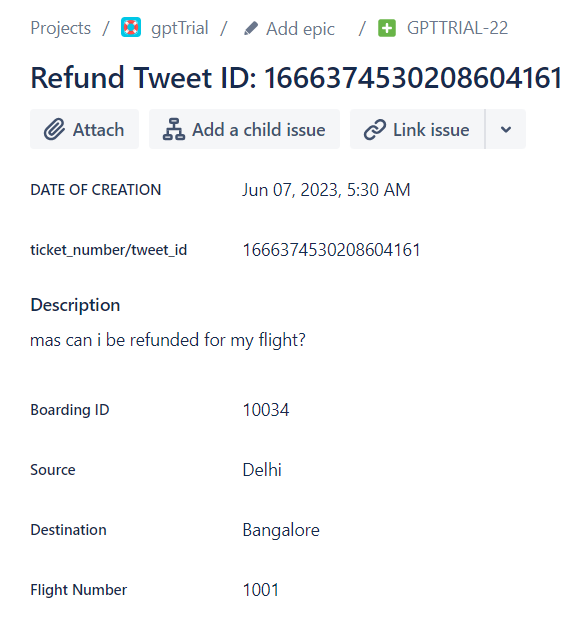 Projects / gptTrial / Add epic / GPTTRIAL-22
Refund Tweet ID: 1666374530208604161
Attach Add a child issue Link issue
DATE OF CREATION Jun 07, 2023, 5:30 AM
ticket_number/tweet_id 1666374530208604161
Description
mas can i be refunded for my flight?
Boarding ID 10034
Source Delhi
Destination Bangalore
Flight Number 1001